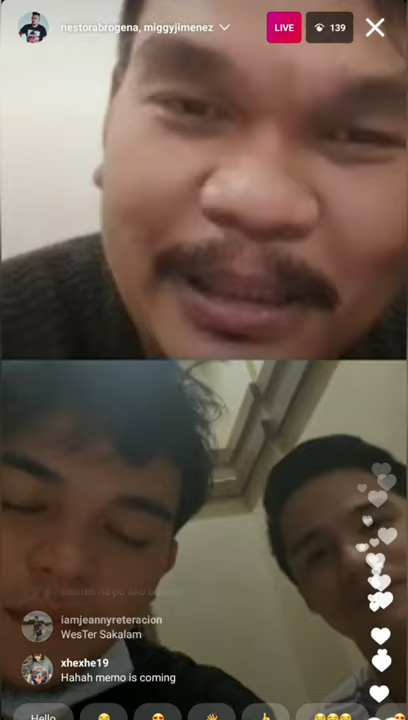 nestorabrogena, miggyjimenez
LIVE
139
iamjeannyreteracion
WesTer Sakalam
xhexhe19
Hahah memo is coming
Hello